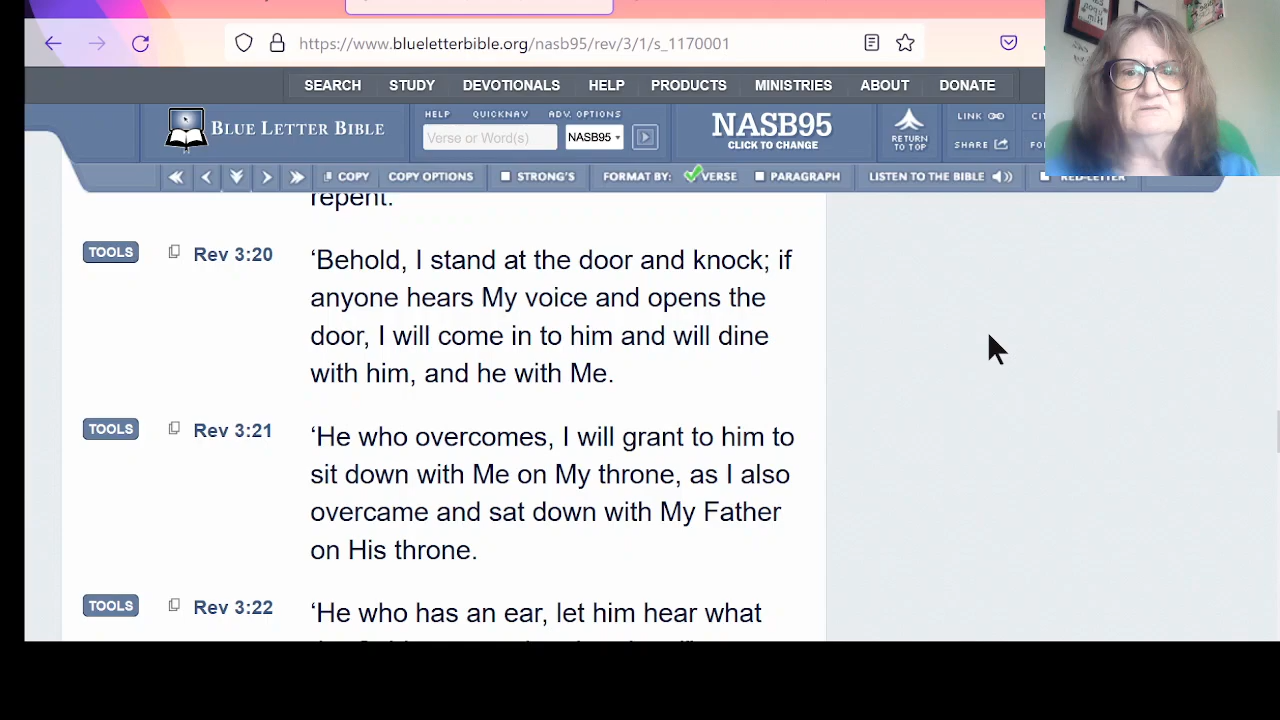 https://www.blueletterbible.org/nasb95/rev/3/1/s_1170001
SEARCH STUDY DEVOTIONALS HELP PRODUCTS MINISTRIES ABOUT DONATE
BLUE LETTER BIBLE
HELP QUICKNAV ADV. OPTIONS
Verse or Word(s) NASB95
NASB95
CLICK TO CHANGE
RETURN
TO TOP
LINK
SHARE
COPY COPY OPTIONS STRONG'S FORMAT BY: VERSE PARAGRAPH LISTEN TO THE BIBLE RED-LETTER
repent.
TOOLS Rev 3:20 ‘Behold, I stand at the door and knock; if
anyone hears My voice and opens the
door, I will come in to him and will dine
with him, and he with Me.
TOOLS Rev 3:21 ‘He who overcomes, I will grant to him to
sit down with Me on My throne, as I also
overcame and sat down with My Father
on His throne.
TOOLS Rev 3:22 ‘He who has an ear, let him hear what